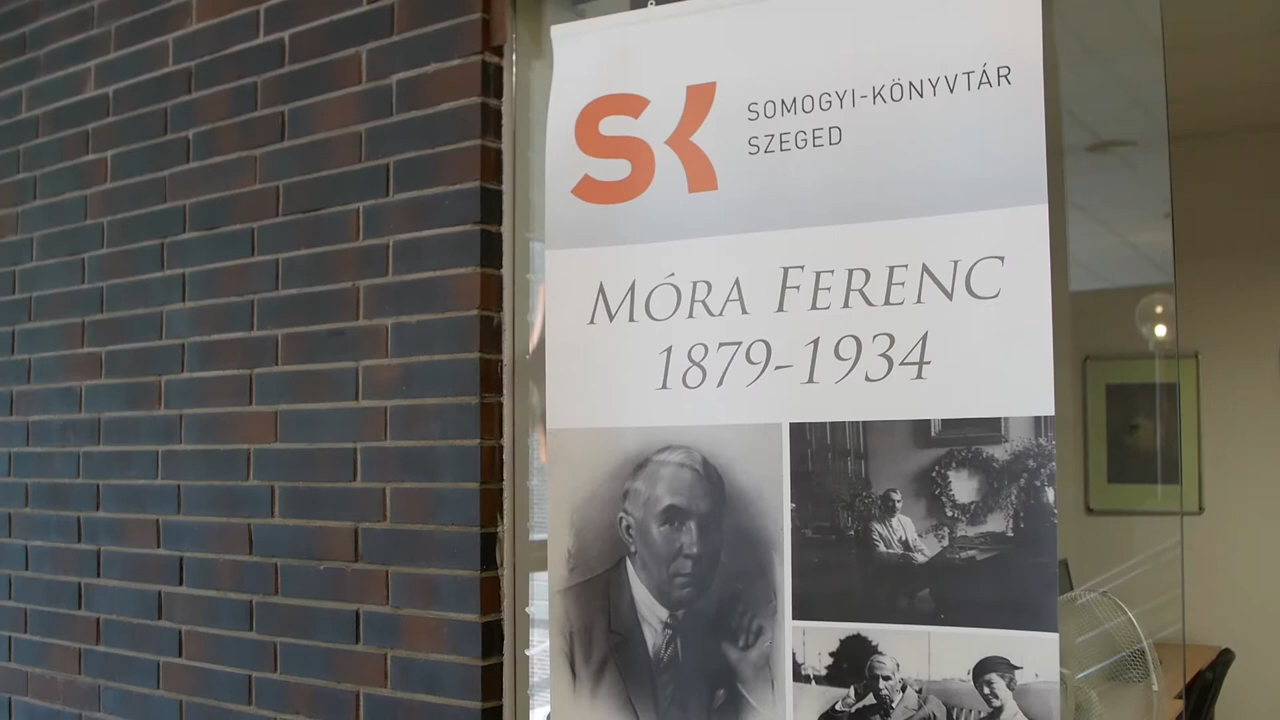 SK
SOMOGYI-KÖNYVTÁR
SZEGED
MÓRA FERENC
1879-1934